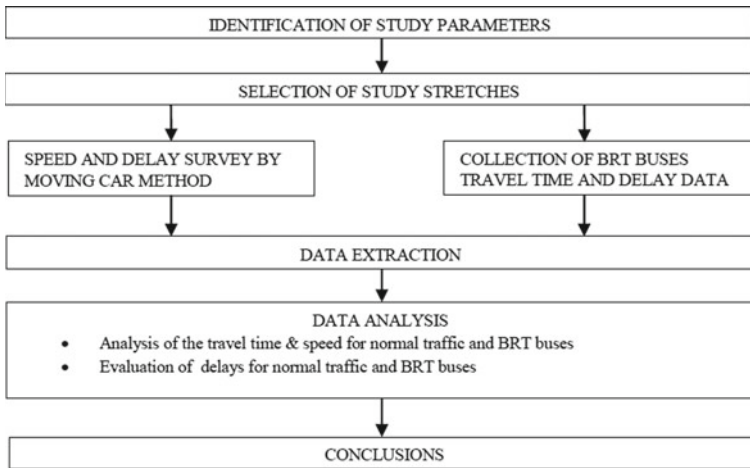 IDENTIFICATION OF STUDY PARAMETERS
SELECTION OF STUDY STRETCHES
SPEED AND DELAY SURVEY BY
MOVING CAR METHOD
COLLECTION OF BRT BUSES
TRAVEL TIME AND DELAY DATA
DATA EXTRACTION
DATA ANALYSIS
• Analysis of the travel time & speed for normal traffic and BRT buses
• Evaluation of delays for normal traffic and BRT buses
CONCLUSIONS